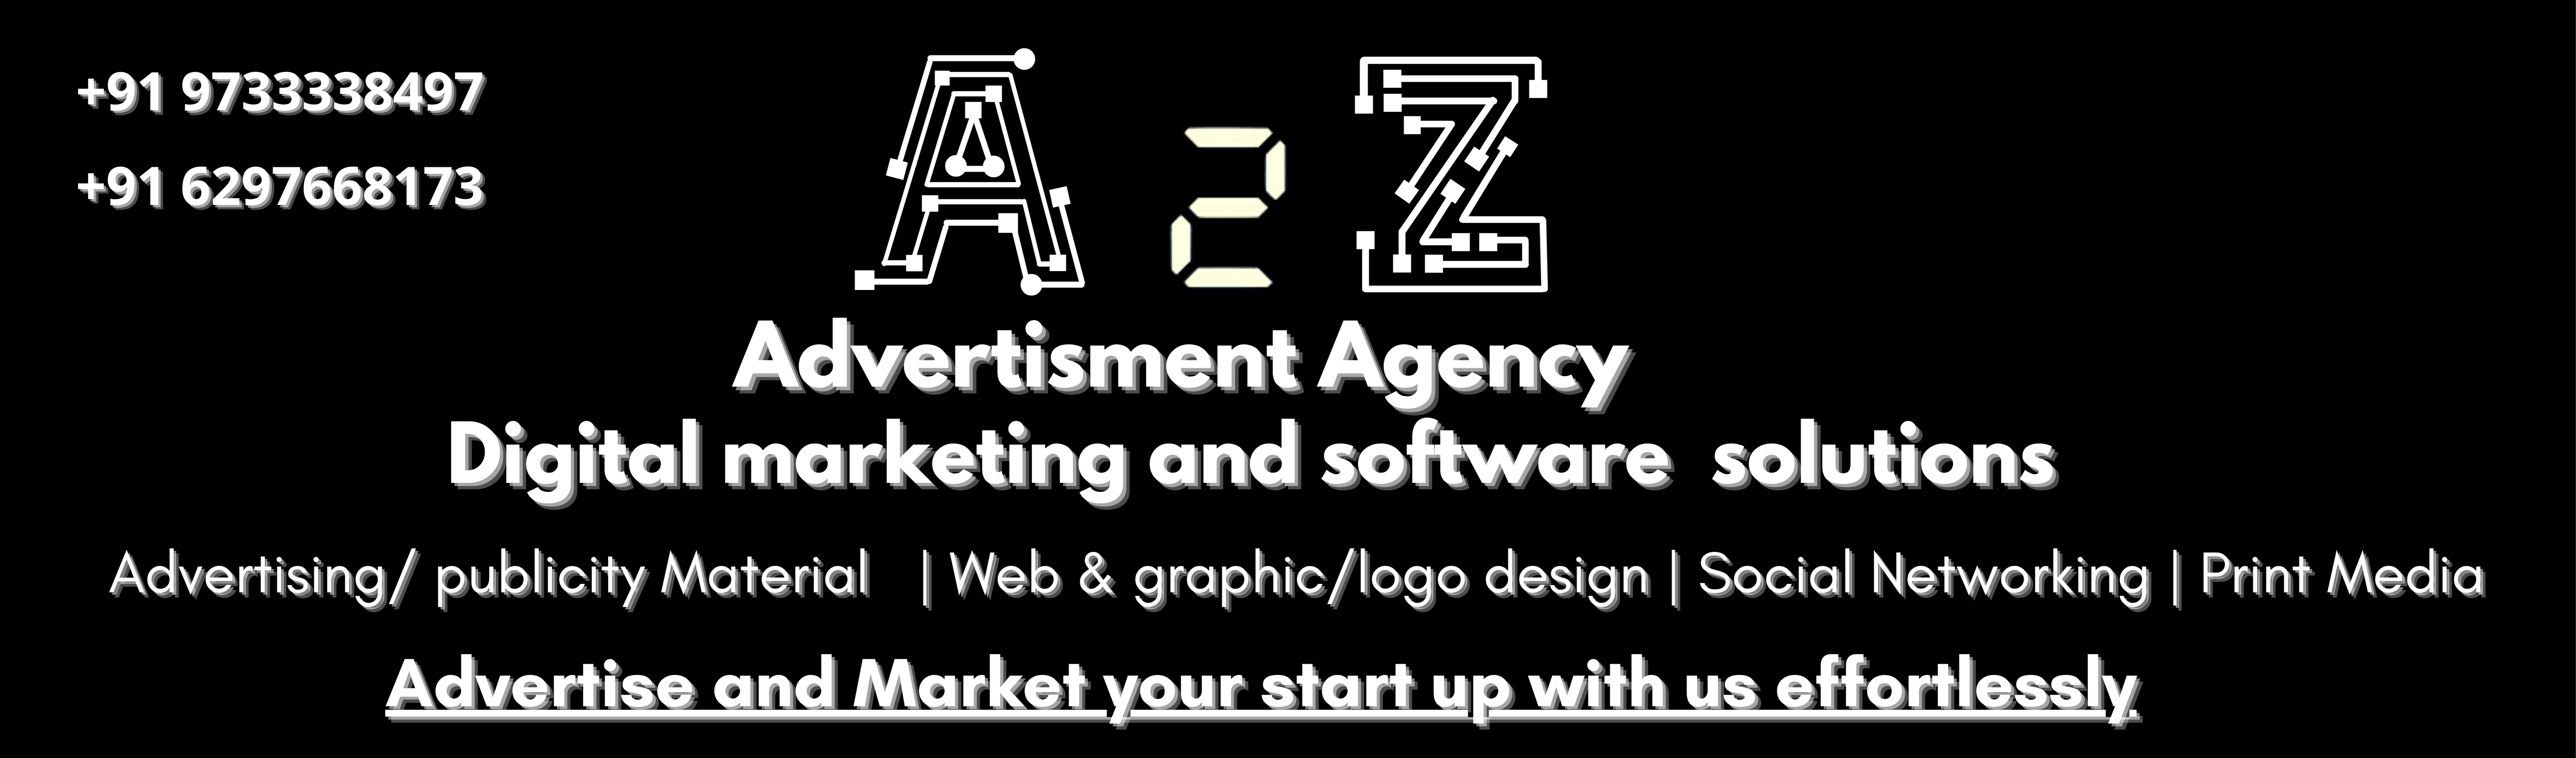 +91 9733338497
+91 6297668173
A 2 Z
Advertisment Agency
Digital marketing and software solutions
Advertising/ publicity Material | Web & graphic/logo design | Social Networking | Print Media
Advertise and Market your start up with us effortlessly.